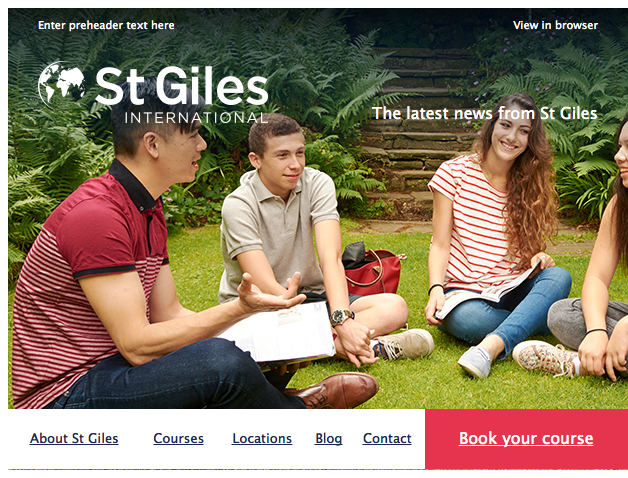 Enter preheader text here
View in browser
St Giles
INTERNATIONAL
The latest news from St Giles
About St Giles
Courses
Locations
Blog
Contact
Book your course